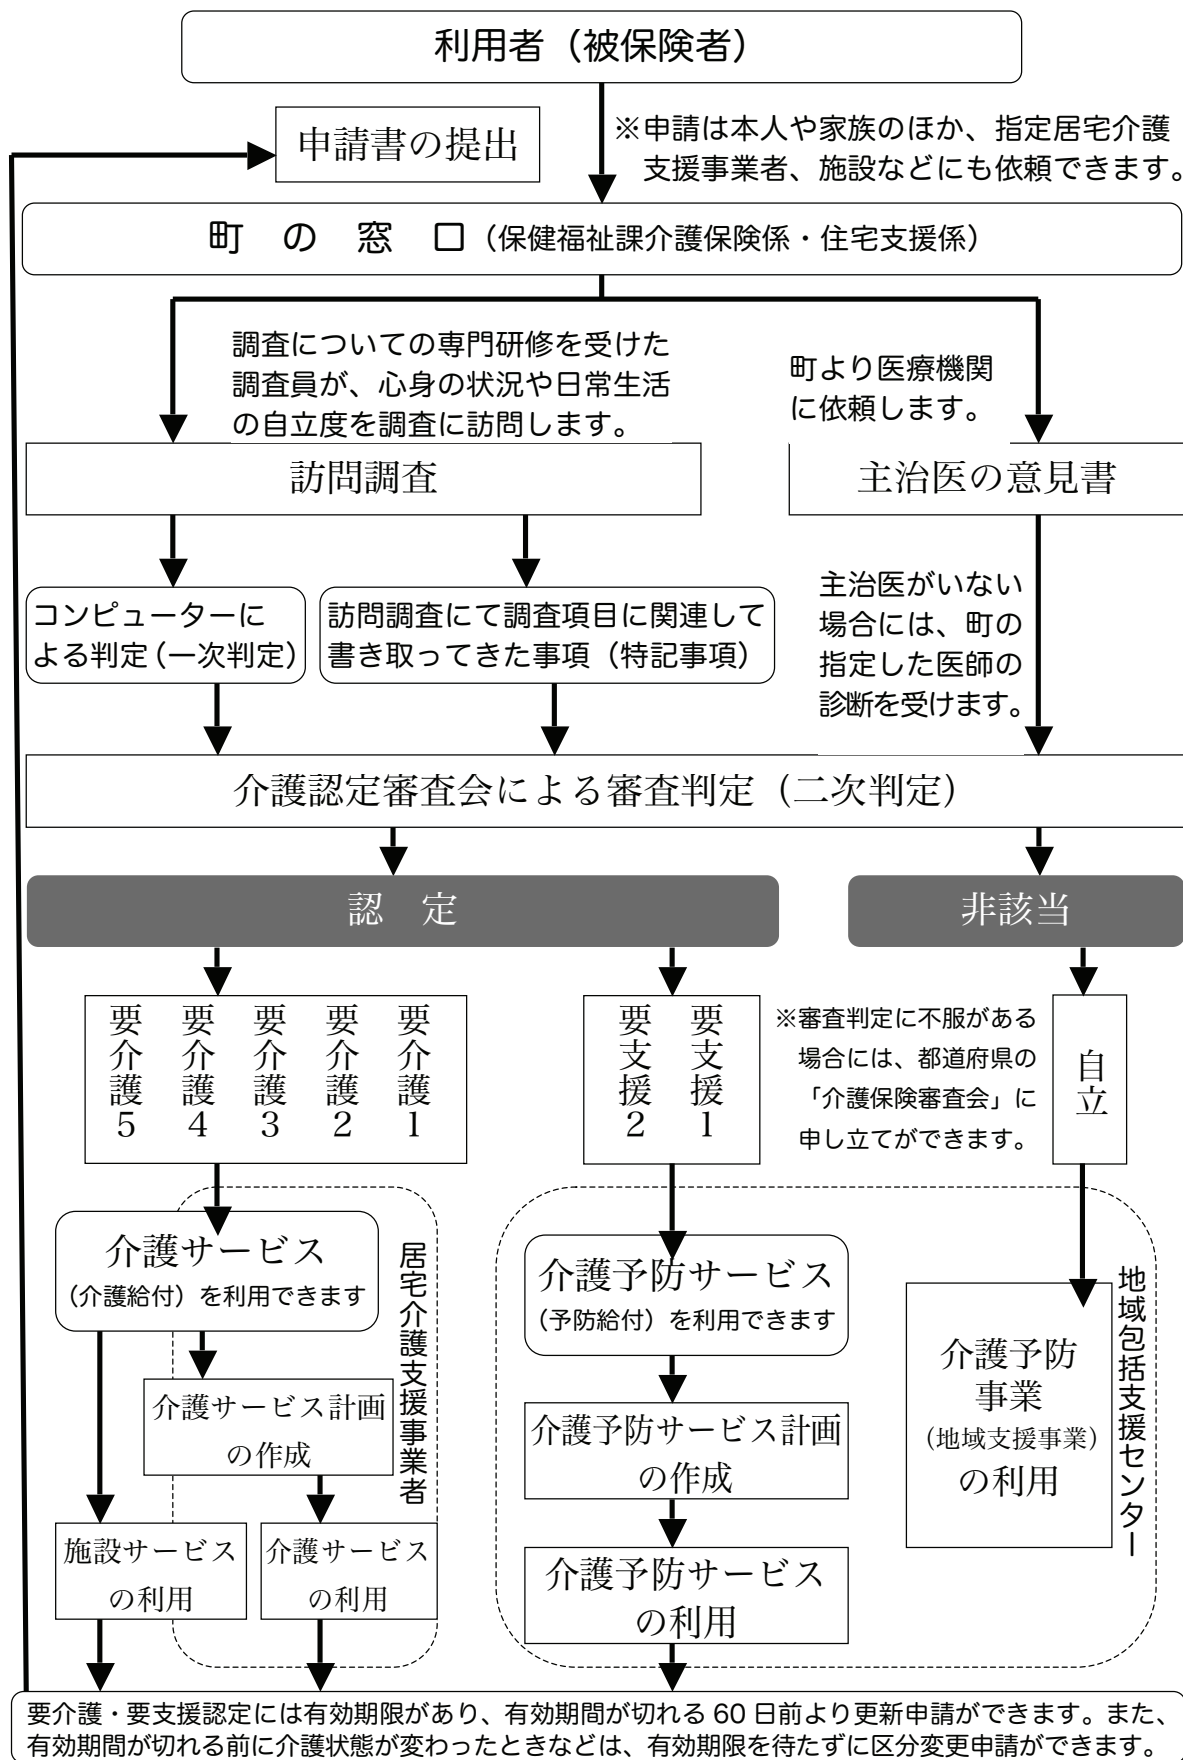 利用者（被保険者）
申請書の提出
※申請は本人や家族のほか、指定居宅介護
支援事業者、施設などにも依頼できます。
町の窓口（保健福祉課介護保険係・住宅支援係）
調査についての専門研修を受けた
調査員が、心身の状況や日常生活
の自立度を調査に訪問します。
町より医療機関
に依頼します。
訪問調査
主治医の意見書
コンピューターに
よる判定（一次判定）
訪問調査にて調査項目に関連して
書き取ってきた事項（特記事項）
主治医がいない
場合には、町の
指定した医師の
診断を受けます。
介護認定審査会による審査判定（二次判定）
認　定
非該当
要介護5
要介護4
要介護3
要介護2
要介護1
要支援2
要支援1
※審査判定に不服がある
場合には、都道府県の
「介護保険審査会」に
申し立てができます。
自立
介護サービス
（介護給付）を利用できます
居宅介護支援事業者
介護サービス計画
の作成
施設サービス
の利用
介護サービス
の利用
介護予防サービス
（予防給付）を利用できます
介護予防サービス計画
の作成
介護予防サービス
の利用
介護予防
事業
（地域支援事業）
の利用
地域包括支援センター
要介護・要支援認定には有効期限があり、有効期間が切れる 60 日前より更新申請ができます。また、
有効期間が切れる前に介護状態が変わったときなどは、有効期限を待たずに区分変更申請ができます。